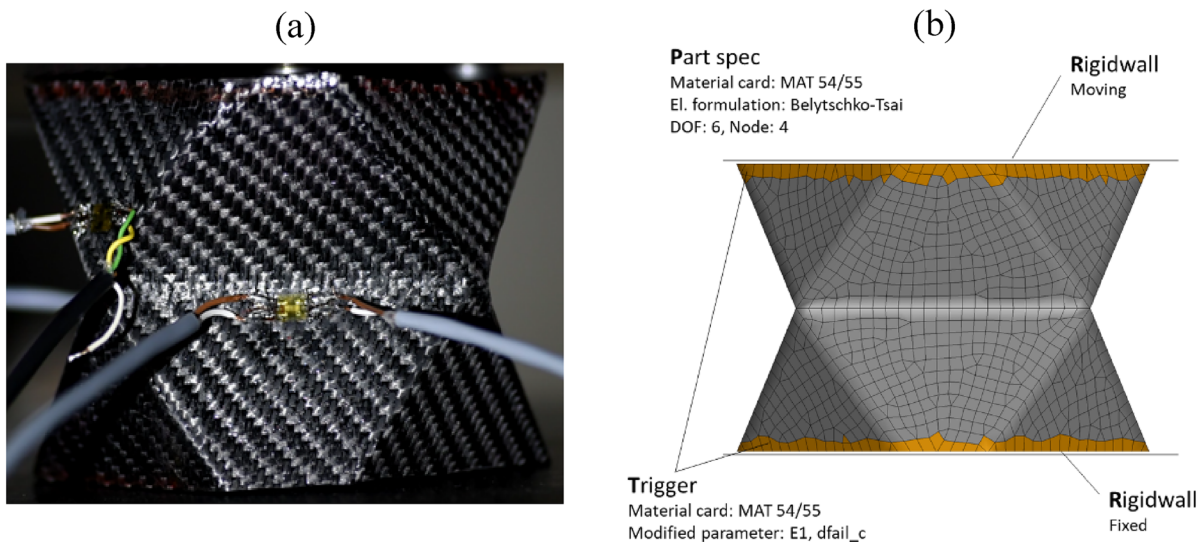 (a)
(b)
Part spec
Material card: MAT 54/55
El. formulation: Belytschko-Tsai
DOF: 6, Node: 4
Rigidwall
Moving
Trigger
Material card: MAT 54/55
Modified parameter: E1, dfail_c
Rigidwall
Fixed